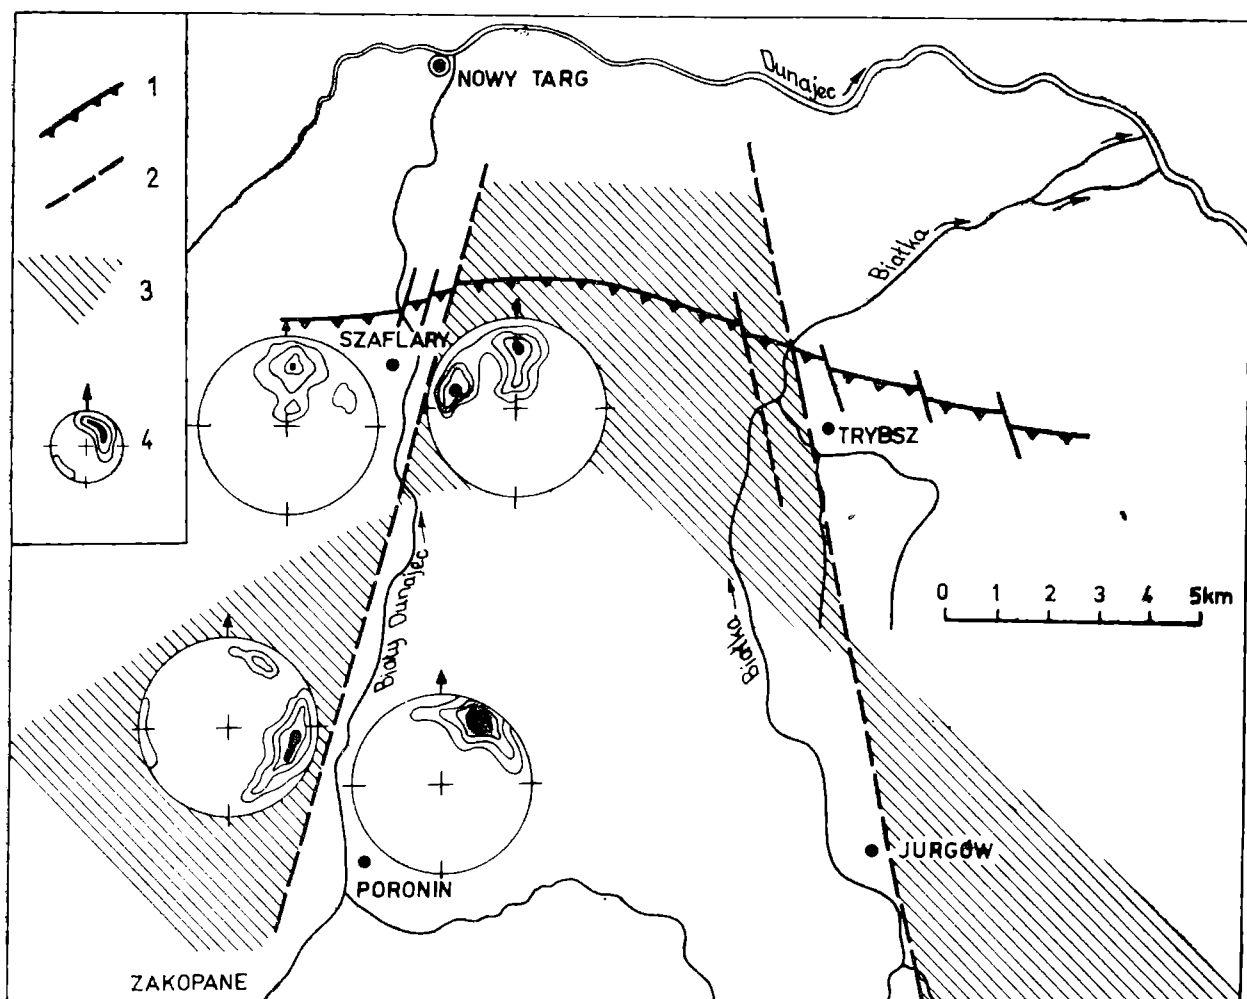 1
2
3
4
NOWY TARG
Dunajec
Białka
SZAFLARY
TRYBSZ
Biały Dunajec
Białka
0 1 2 3 4 5km
JURGÓW
PORONIN
ZAKOPANE